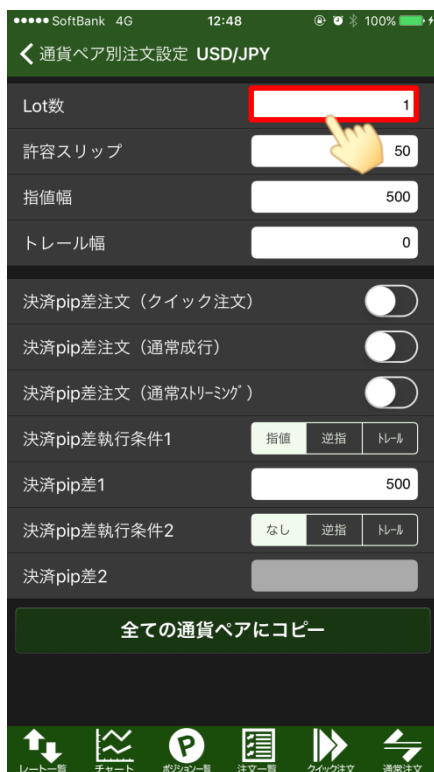 SoftBank 4G 12:48 100%
通貨ペア別注文設定 USD/JPY
Lot数 1
許容スリップ 50
指値幅 500
トレール幅 0
決済pip差注文（クイック注文）
決済pip差注文（通常成行）
決済pip差注文（通常ｽﾄﾘｰﾐﾝｸﾞ）
決済pip差執行条件1 指値 逆指 ﾄﾚｰﾙ
決済pip差1 500
決済pip差執行条件2 なし 逆指 ﾄﾚｰﾙ
決済pip差2
全ての通貨ペアにコピー
レート一覧 チャート ポジション一覧 注文一覧 クイック注文 通常注文